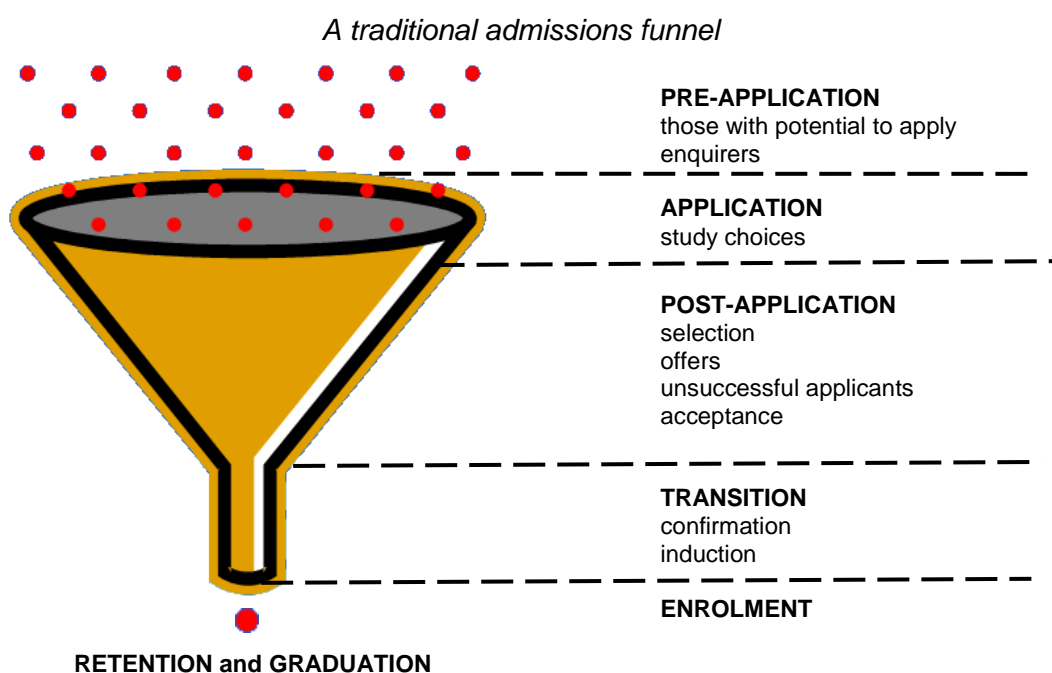 A traditional admissions funnel
PRE-APPLICATION
those with potential to apply
enquirers
APPLICATION
study choices
POST-APPLICATION
selection
offers
unsuccessful applicants
acceptance
TRANSITION
confirmation
induction
ENROLMENT
RETENTION and GRADUATION